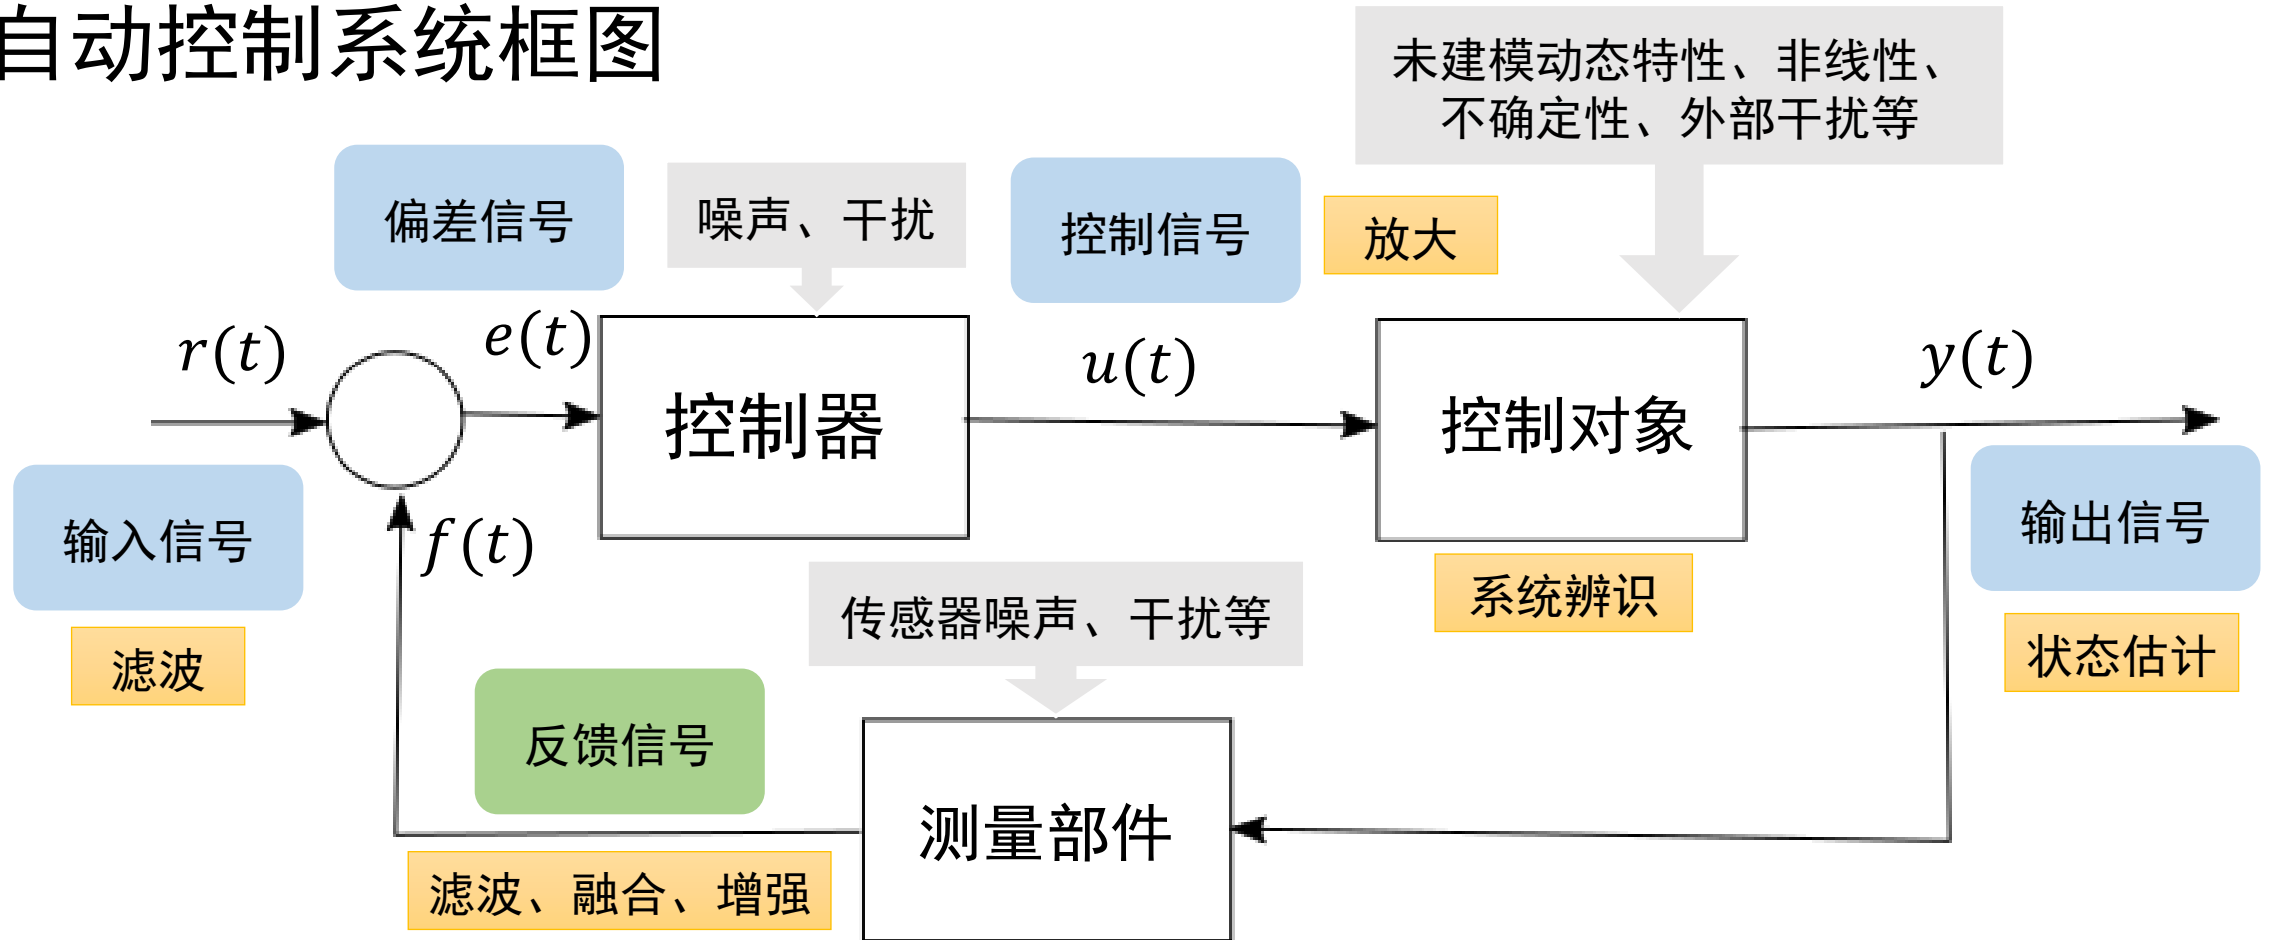 自动控制系统框图
未建模动态特性、非线性、
不确定性、外部干扰等
偏差信号
噪声、干扰
控制信号
放大
r(t)
e(t)
u(t)
y(t)
控制器
控制对象
输入信号
f(t)
输出信号
滤波
传感器噪声、干扰等
系统辨识
状态估计
反馈信号
测量部件
滤波、融合、增强